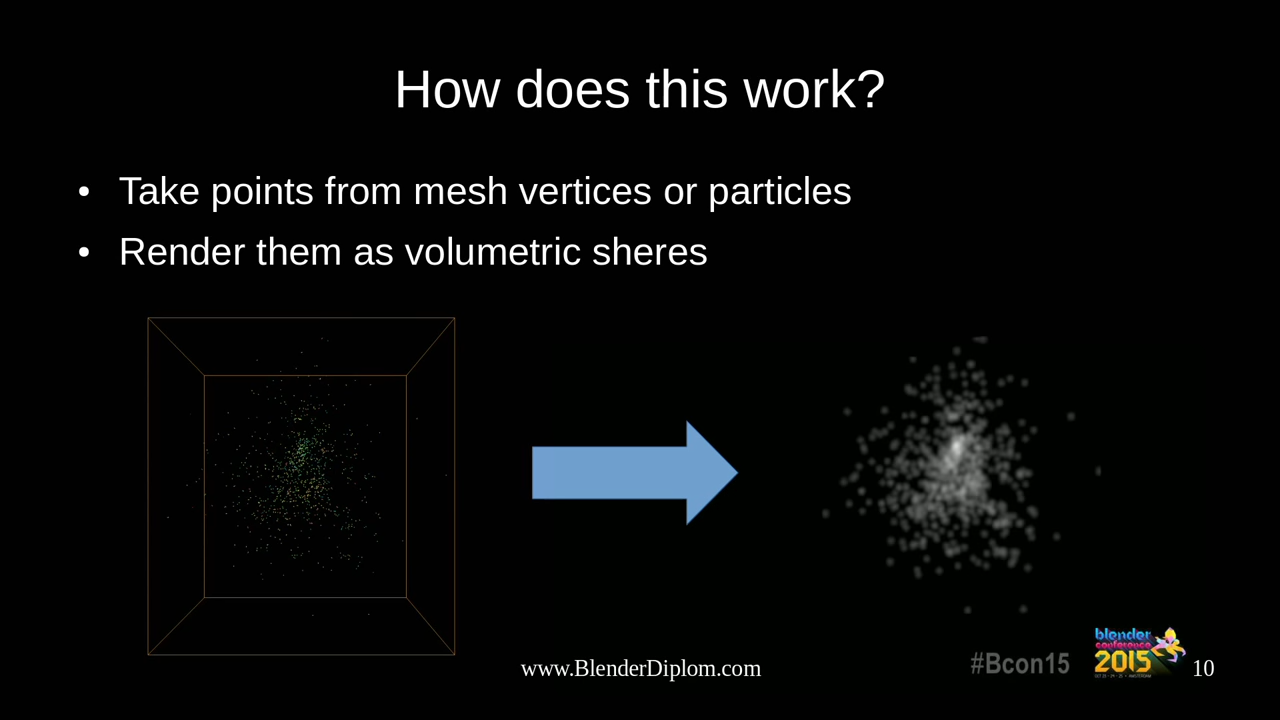 How does this work?
• Take points from mesh vertices or particles
• Render them as volumetric sheres
www.BlenderDiplom.com
#Bcon15
blender
conference
2015
10